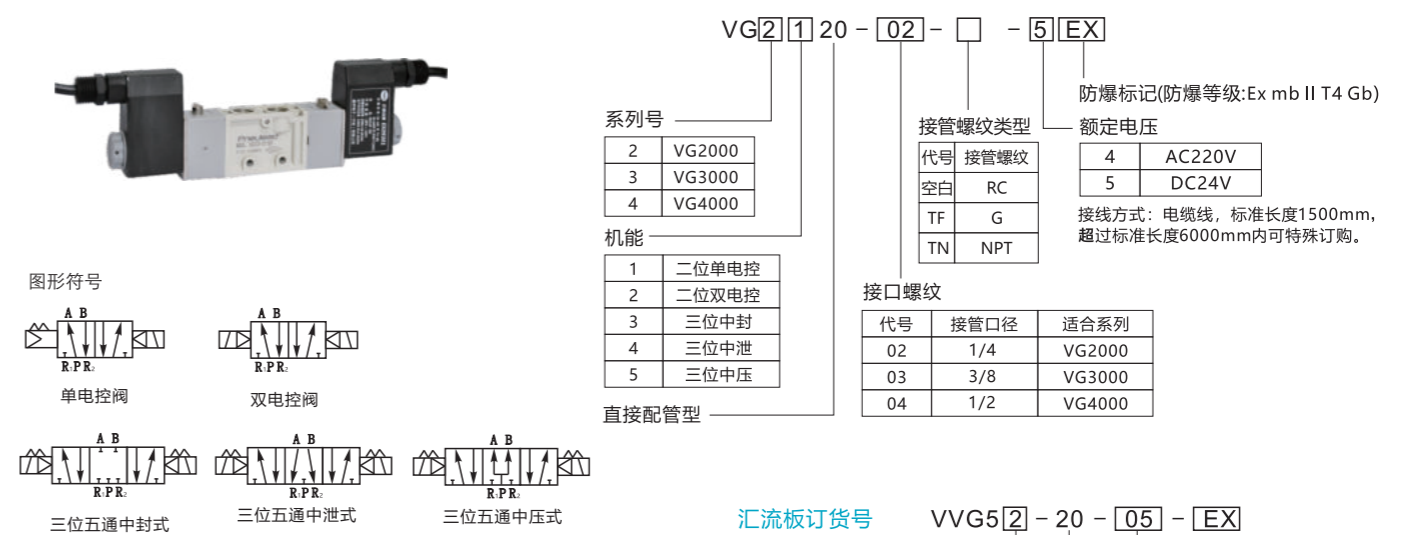 VG2120-02-□-5EX
防爆标记(防爆等级:Ex mb II T4 Gb)
系列号
2 VG2000
3 VG3000
4 VG4000
机能
1 二位单电控
2 二位双电控
3 三位中封
4 三位中泄
5 三位中压
直接配管型
接管螺纹类型
代号 接管螺纹
空白 RC
TF G
TN NPT
额定电压
4 AC220V
5 DC24V
接线方式：电缆线，标准长度1500mm，
超过标准长度6000mm内可特殊订购。
接口螺纹
代号 接管口径 适合系列
02 1/4 VG2000
03 3/8 VG3000
04 1/2 VG4000
图形符号
A B
R₁PR₂
单电控阀
A B
R₁PR₂
双电控阀
A B
R₁PR₂
三位五通中封式
A B
R₁PR₂
三位五通中泄式
A B
R₁PR₂
三位五通中压式
汇流板订货号 VVG52-20-05-EX